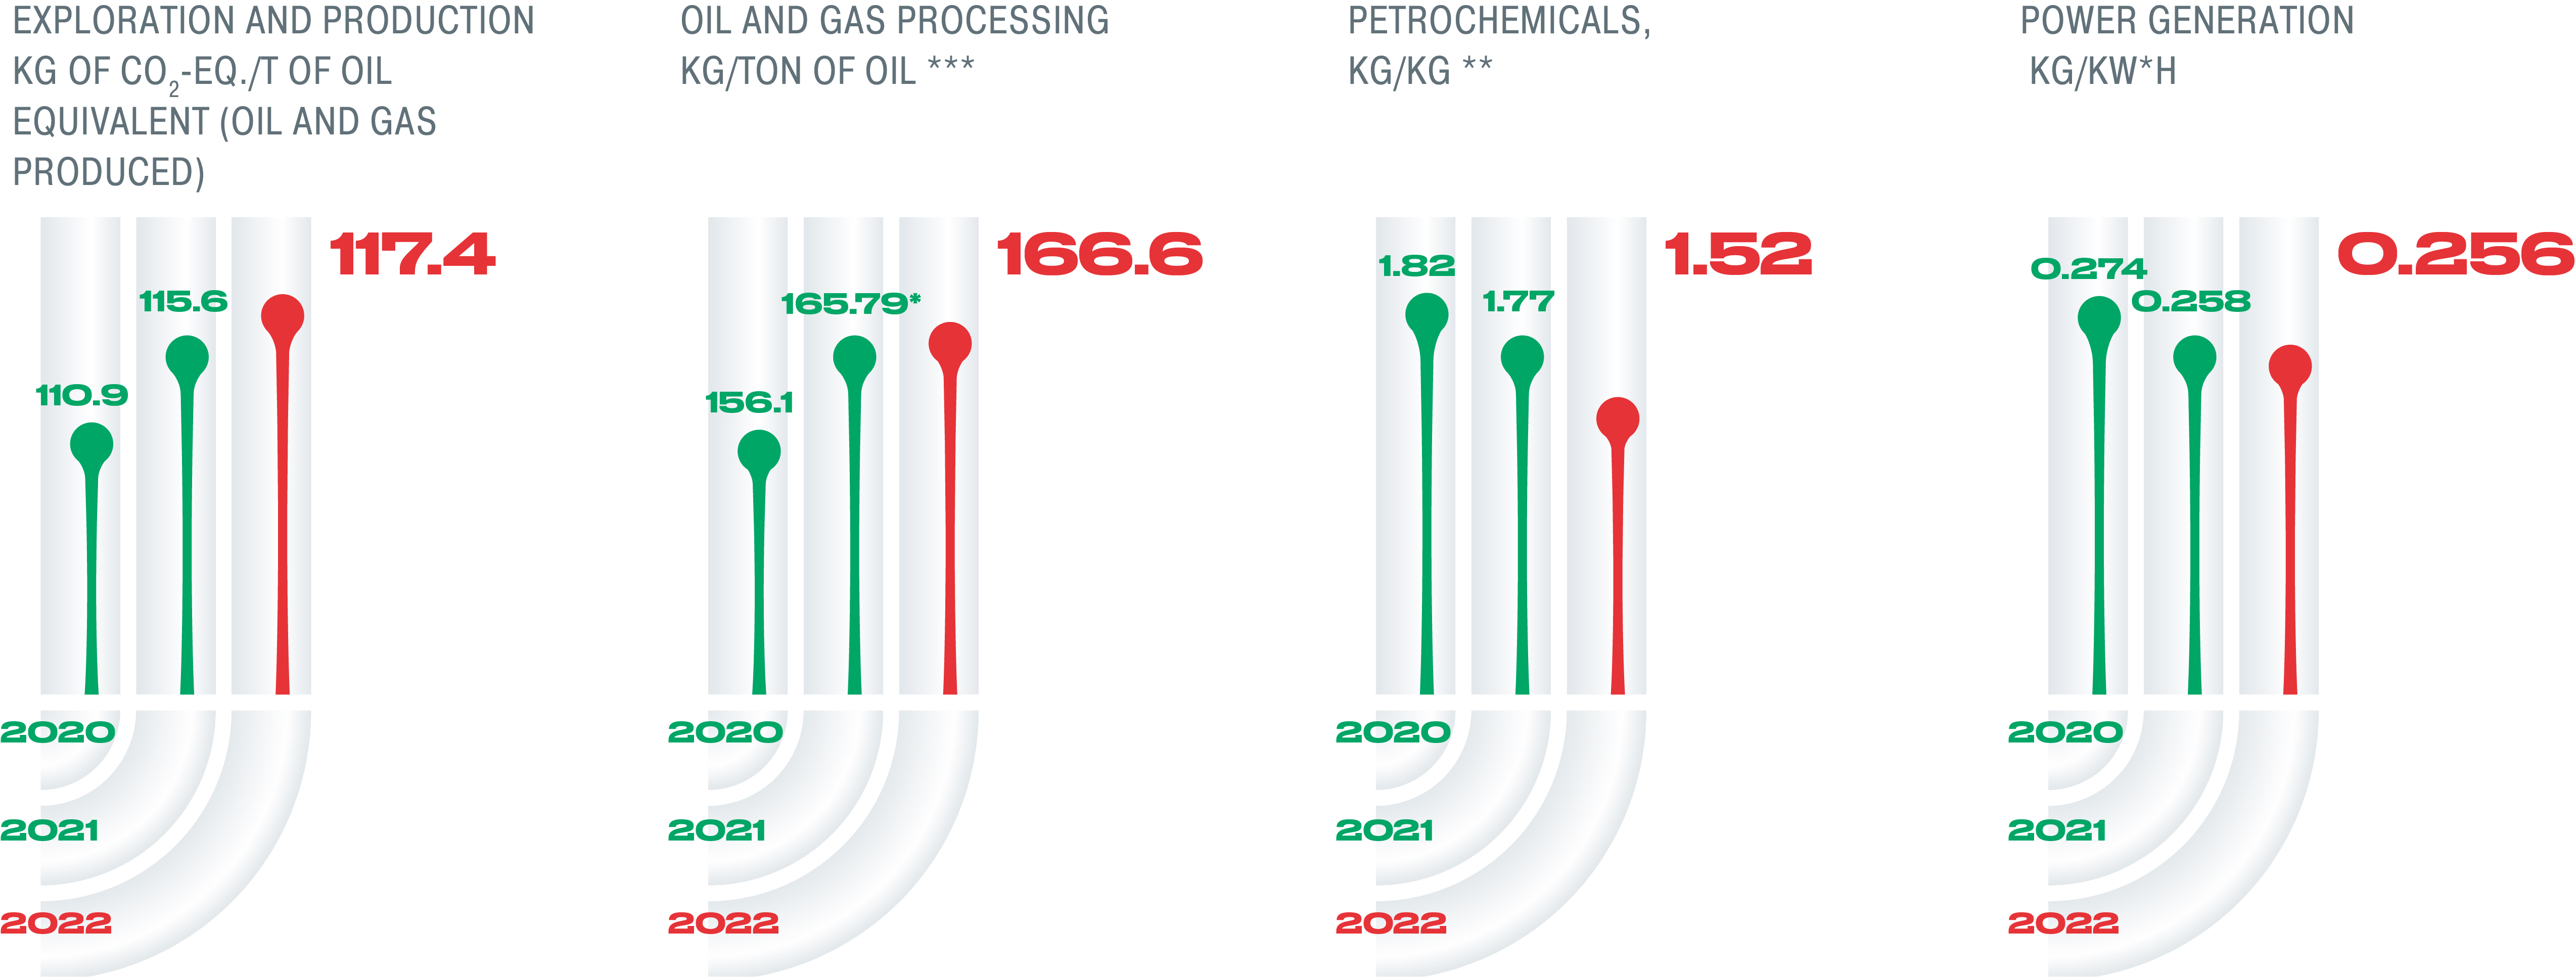 EXPLORATION AND PRODUCTION
KG OF CO₂-EQ./T OF OIL
EQUIVALENT (OIL AND GAS
PRODUCED)
117.4
115.6
110.9
2020
2021
2022
OIL AND GAS PROCESSING
KG/TON OF OIL ***
166.6
165.79*
156.1
2020
2021
2022
PETROCHEMICALS,
KG/KG **
1.52
1.82
1.77
2020
2021
2022
POWER GENERATION
KG/KW*H
0.256
0.274
0.258
2020
2021
2022